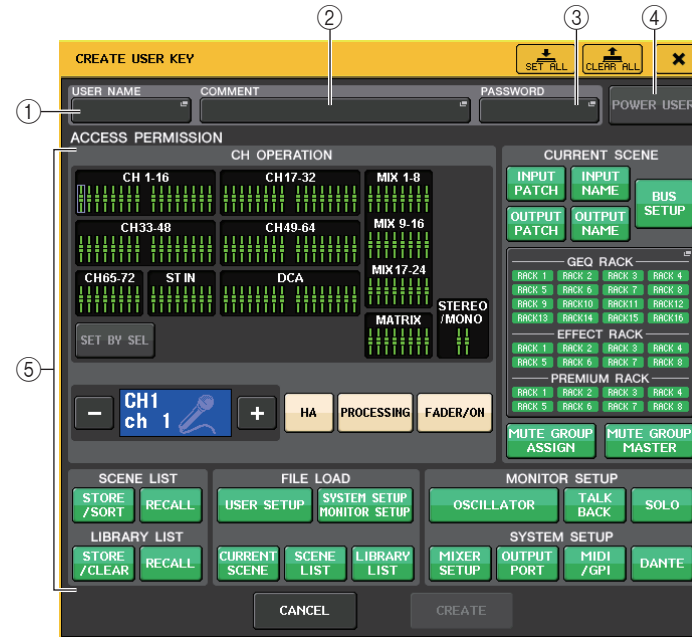 ① ② ③ ④ ⑤
CREATE USER KEY
SET ALL
CLEAR ALL
USER NAME
COMMENT
PASSWORD
POWER USER
ACCESS PERMISSION
CH OPERATION
CH 1-16
CH17-32
MIX 1-8
CH33-48
CH49-64
MIX 9-16
CH65-72
ST IN
DCA
MIX17-24
MATRIX
STEREO
/MONO
SET BY SEL
CH1
ch 1
HA
PROCESSING
FADER/ON
CURRENT SCENE
INPUT
PATCH
INPUT
NAME
BUS
SETUP
OUTPUT
PATCH
OUTPUT
NAME
GEQ RACK
RACK 1 RACK 2 RACK 3 RACK 4
RACK 5 RACK 6 RACK 7 RACK 8
RACK 9 RACK10 RACK11 RACK12
RACK13 RACK14 RACK15 RACK16
EFFECT RACK
RACK 1 RACK 2 RACK 3 RACK 4
RACK 5 RACK 6 RACK 7 RACK 8
PREMIUM RACK
RACK 1 RACK 2 RACK 3 RACK 4
RACK 5 RACK 6 RACK 7 RACK 8
MUTE GROUP
ASSIGN
MUTE GROUP
MASTER
SCENE LIST
STORE
/SORT
RECALL
LIBRARY LIST
STORE
/CLEAR
RECALL
FILE LOAD
USER SETUP
SYSTEM SETUP
MONITOR SETUP
CURRENT
SCENE
SCENE
LIST
LIBRARY
LIST
MONITOR SETUP
OSCILLATOR
TALK
BACK
SOLO
SYSTEM SETUP
MIXER
SETUP
OUTPUT
PORT
MIDI
/GPI
DANTE
CANCEL
CREATE